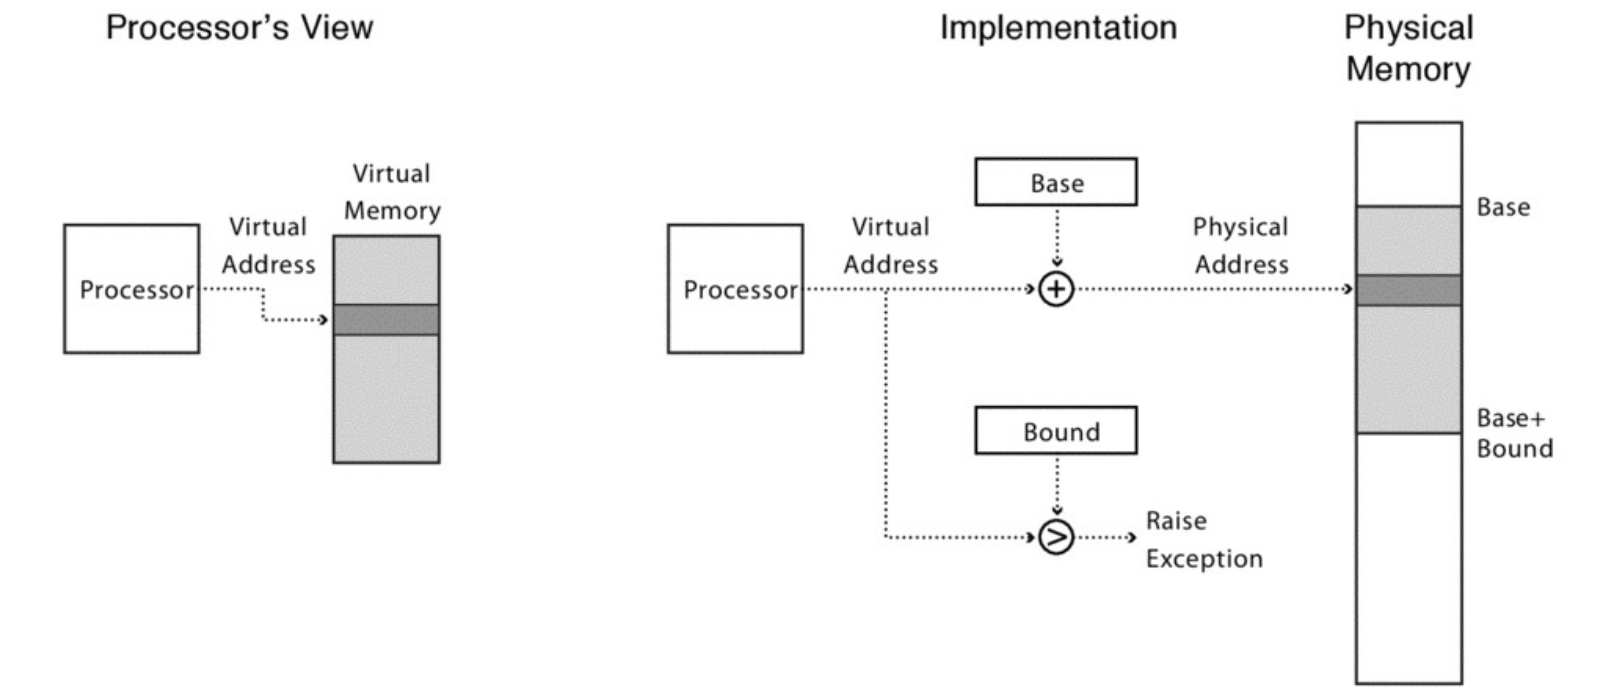 Processor's View
Virtual
Memory
Virtual
Address
Processor
Implementation
Base
Virtual
Address
Physical
Address
Processor
+
Bound
>
Raise
Exception
Physical
Memory
Base
Base+
Bound